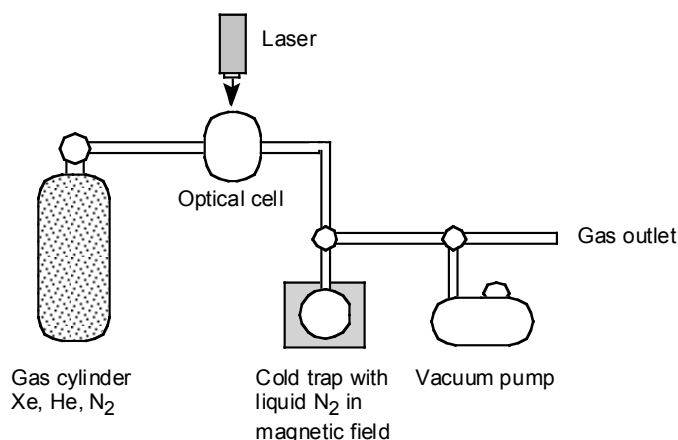 Laser
Optical cell
Gas outlet
Gas cylinder
Xe, He, N2
Cold trap with
liquid N2 in
magnetic field
Vacuum pump